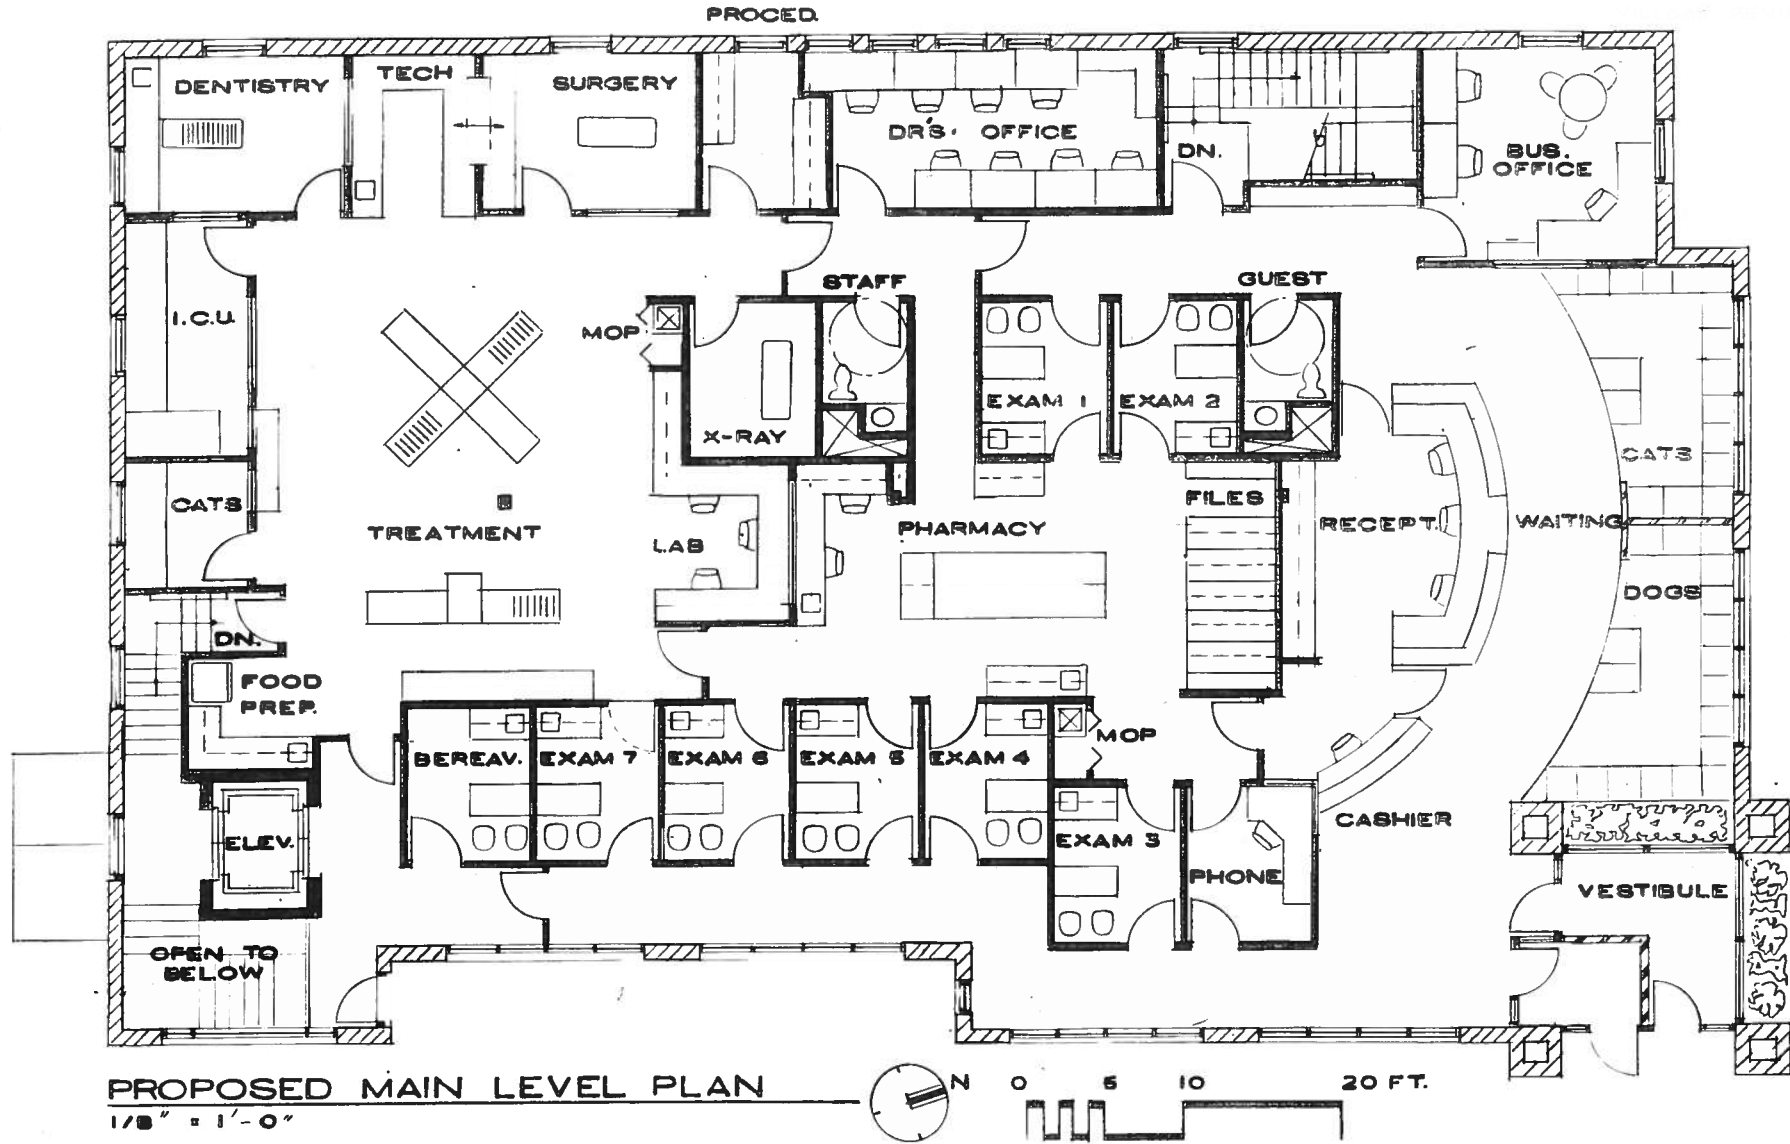 PROCED.
DENTISTRY
TECH
SURGERY
DR'S. OFFICE
DN.
BUS.
OFFICE
I.C.U.
MOP
STAFF
GUEST
X-RAY
EXAM 1
EXAM 2
CATS
CATS
TREATMENT
LAB
PHARMACY
FILES
RECEPT.
WAITING
DOGS
DN.
FOOD
PREP.
BEREAV.
EXAM 7
EXAM 6
EXAM 5
EXAM 4
MOP
ELEV.
EXAM 3
PHONE
CASHIER
VESTIBULE
OPEN TO
BELOW
PROPOSED MAIN LEVEL PLAN
1/8" = 1'-0"
N
0 5 10 20 FT.